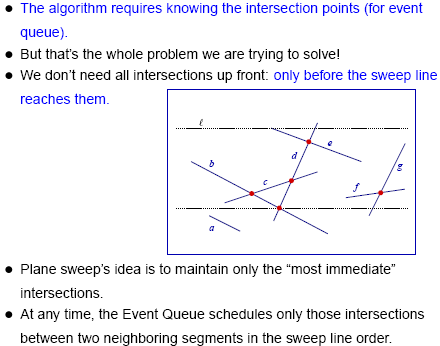 ● The algorithm requires knowing the intersection points (for event
queue).
● But that's the whole problem we are trying to solve!
● We don't need all intersections up front: only before the sweep line
reaches them.
ℓ
e
d
b
c
g
f
a
● Plane sweep's idea is to maintain only the “most immediate”
intersections.
● At any time, the Event Queue schedules only those intersections
between two neighboring segments in the sweep line order.